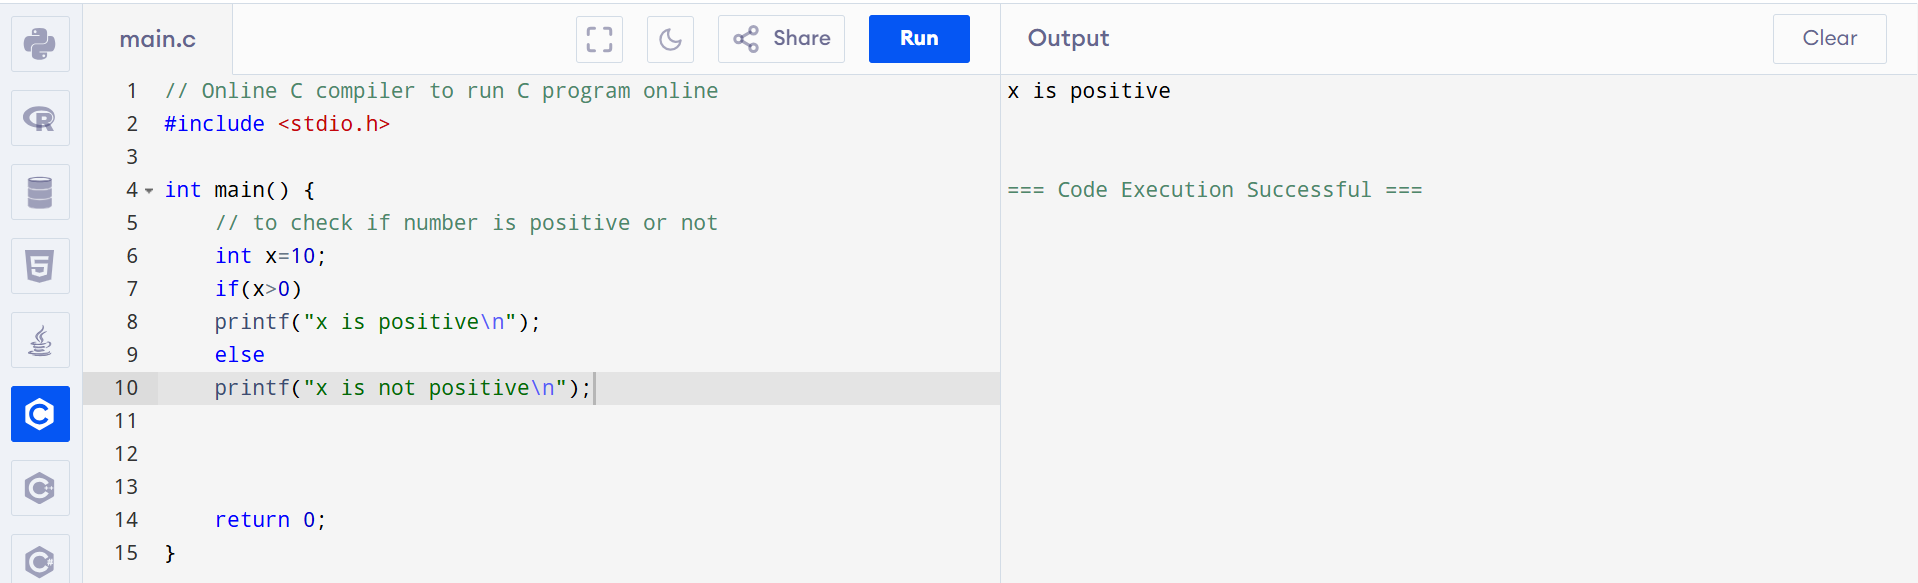 main.c
Share
Run
Output
Clear
1 // Online C compiler to run C program online
2 #include <stdio.h>
3
4 int main() {
5     // to check if number is positive or not
6     int x=10;
7     if(x>0)
8     printf("x is positive\n");
9     else
10     printf("x is not positive\n");
11
12
13
14     return 0;
15 }
x is positive
=== Code Execution Successful ===